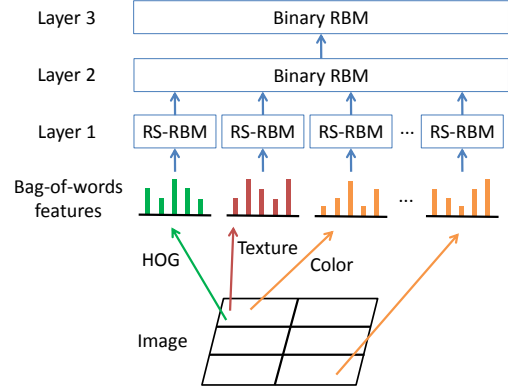 Layer 3 Binary RBM
Layer 2 Binary RBM
Layer 1 RS-RBM RS-RBM RS-RBM ... RS-RBM
Bag-of-words
features ...
HOG Texture Color
Image